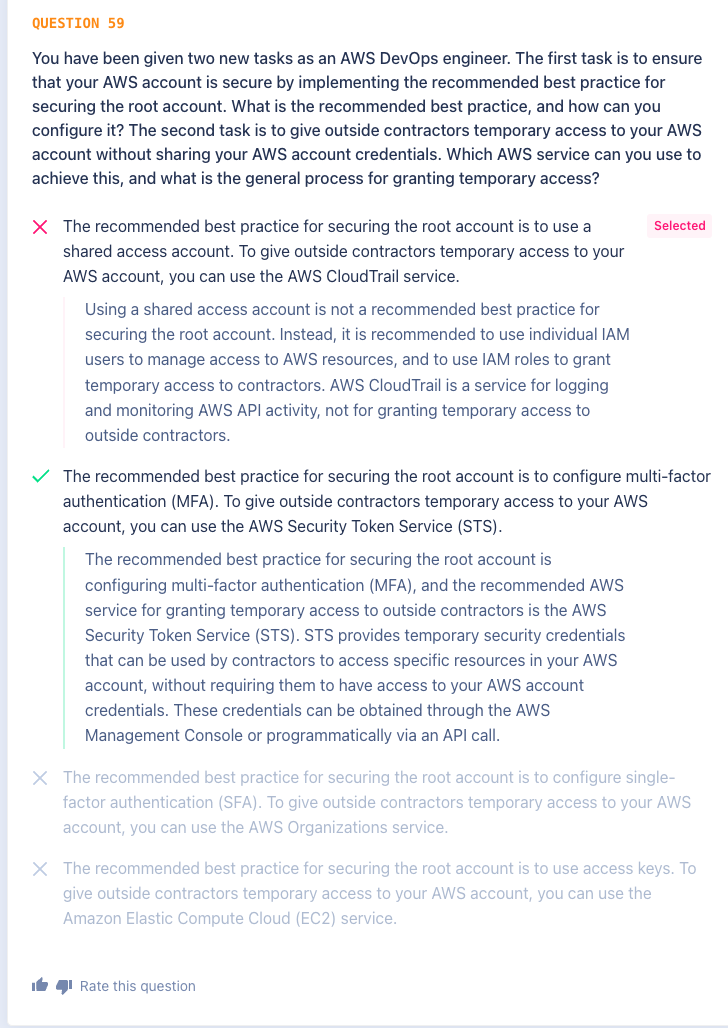 QUESTION 59
You have been given two new tasks as an AWS DevOps engineer. The first task is to ensure
that your AWS account is secure by implementing the recommended best practice for
securing the root account. What is the recommended best practice, and how can you
configure it? The second task is to give outside contractors temporary access to your AWS
account without sharing your AWS account credentials. Which AWS service can you use to
achieve this, and what is the general process for granting temporary access?
The recommended best practice for securing the root account is to use a
shared access account. To give outside contractors temporary access to your
AWS account, you can use the AWS CloudTrail service.
Selected
Using a shared access account is not a recommended best practice for
securing the root account. Instead, it is recommended to use individual IAM
users to manage access to AWS resources, and to use IAM roles to grant
temporary access to contractors. AWS CloudTrail is a service for logging
and monitoring AWS API activity, not for granting temporary access to
outside contractors.
The recommended best practice for securing the root account is to configure multi-factor
authentication (MFA). To give outside contractors temporary access to your AWS
account, you can use the AWS Security Token Service (STS).
The recommended best practice for securing the root account is
configuring multi-factor authentication (MFA), and the recommended AWS
service for granting temporary access to outside contractors is the AWS
Security Token Service (STS). STS provides temporary security credentials
that can be used by contractors to access specific resources in your AWS
account, without requiring them to have access to your AWS account
credentials. These credentials can be obtained through the AWS
Management Console or programmatically via an API call.
The recommended best practice for securing the root account is to configure single-
factor authentication (SFA). To give outside contractors temporary access to your AWS
account, you can use the AWS Organizations service.
The recommended best practice for securing the root account is to use access keys. To
give outside contractors temporary access to your AWS account, you can use the
Amazon Elastic Compute Cloud (EC2) service.
Rate this question